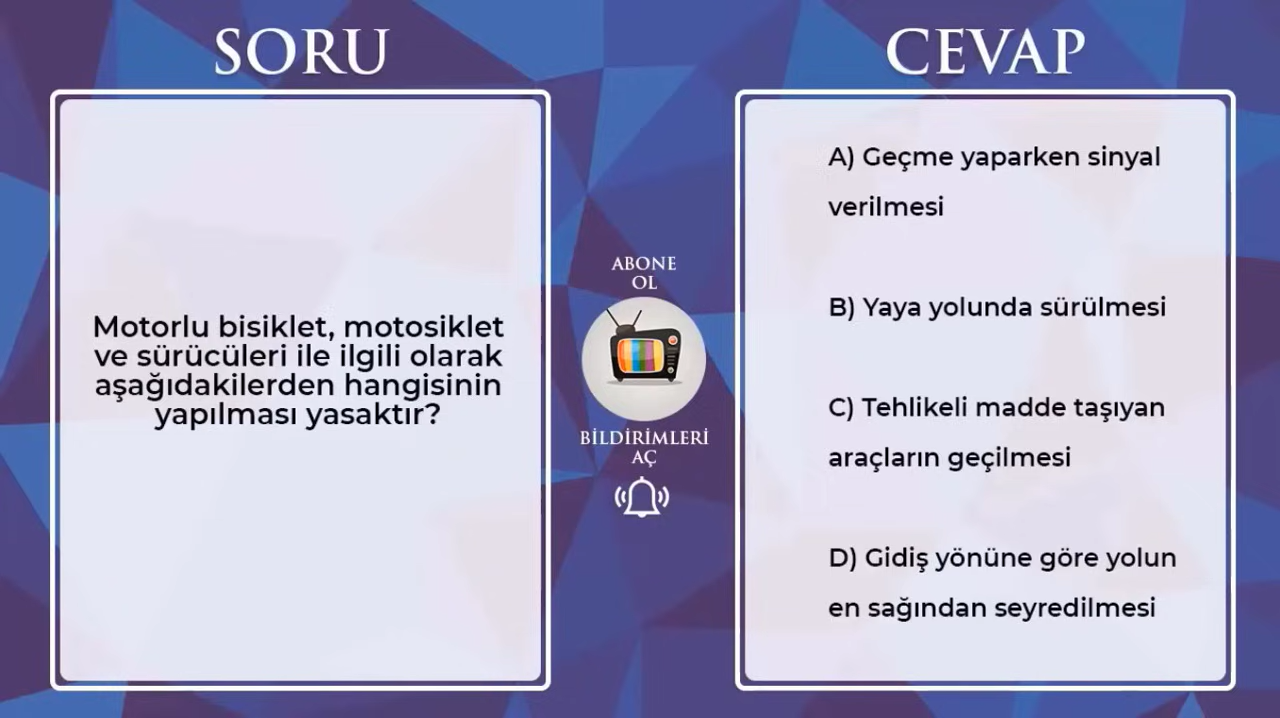 SORU
Motorlu bisiklet, motosiklet
ve sürücüleri ile ilgili olarak
aşağıdakilerden hangisinin
yapılması yasaktır?
ABONE
OL
BİLDİRİMLERİ
AÇ
CEVAP
A) Geçme yaparken sinyal
verilmesi
B) Yaya yolunda sürülmesi
C) Tehlikeli madde taşıyan
araçların geçilmesi
D) Gidiş yönüne göre yolun
en sağından seyredilmesi